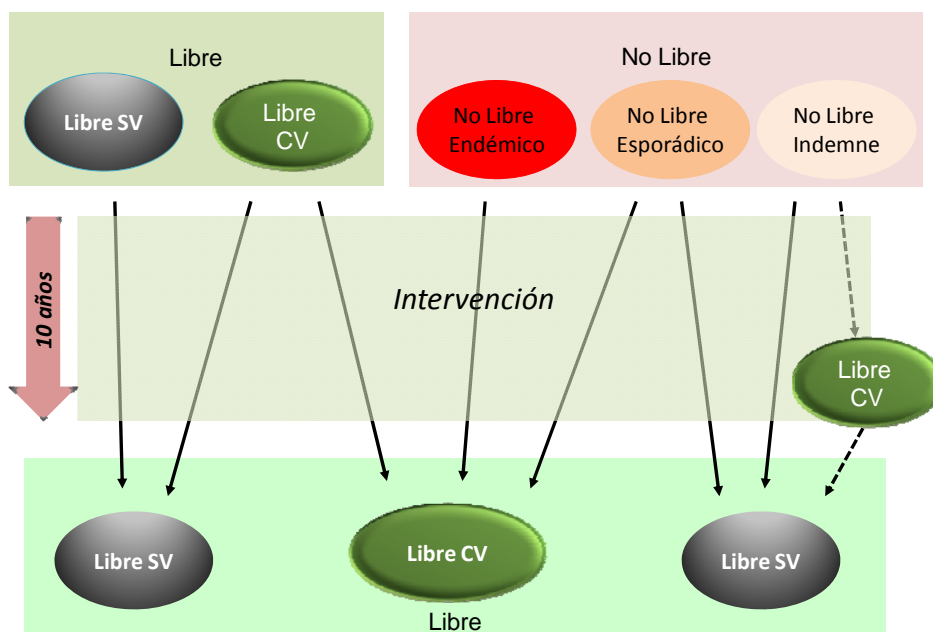 Libre
No Libre
Libre SV
Libre
CV
No Libre
Endémico
No Libre
Esporádico
No Libre
Indemne
10 años
Intervención
Libre
CV
Libre SV
Libre CV
Libre SV
Libre